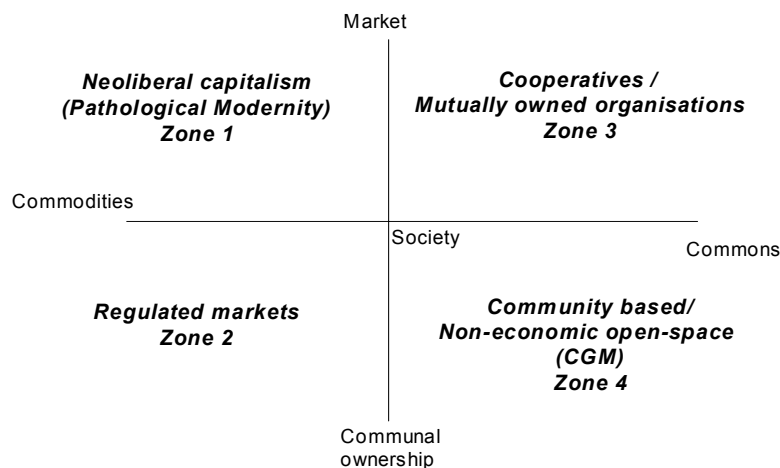 Market
Neoliberal capitalism
(Pathological Modernity)
Zone 1
Cooperatives /
Mutually owned organisations
Zone 3
Commodities
Society
Commons
Regulated markets
Zone 2
Community based/
Non-economic open-space
(CGM)
Zone 4
Communal
ownership